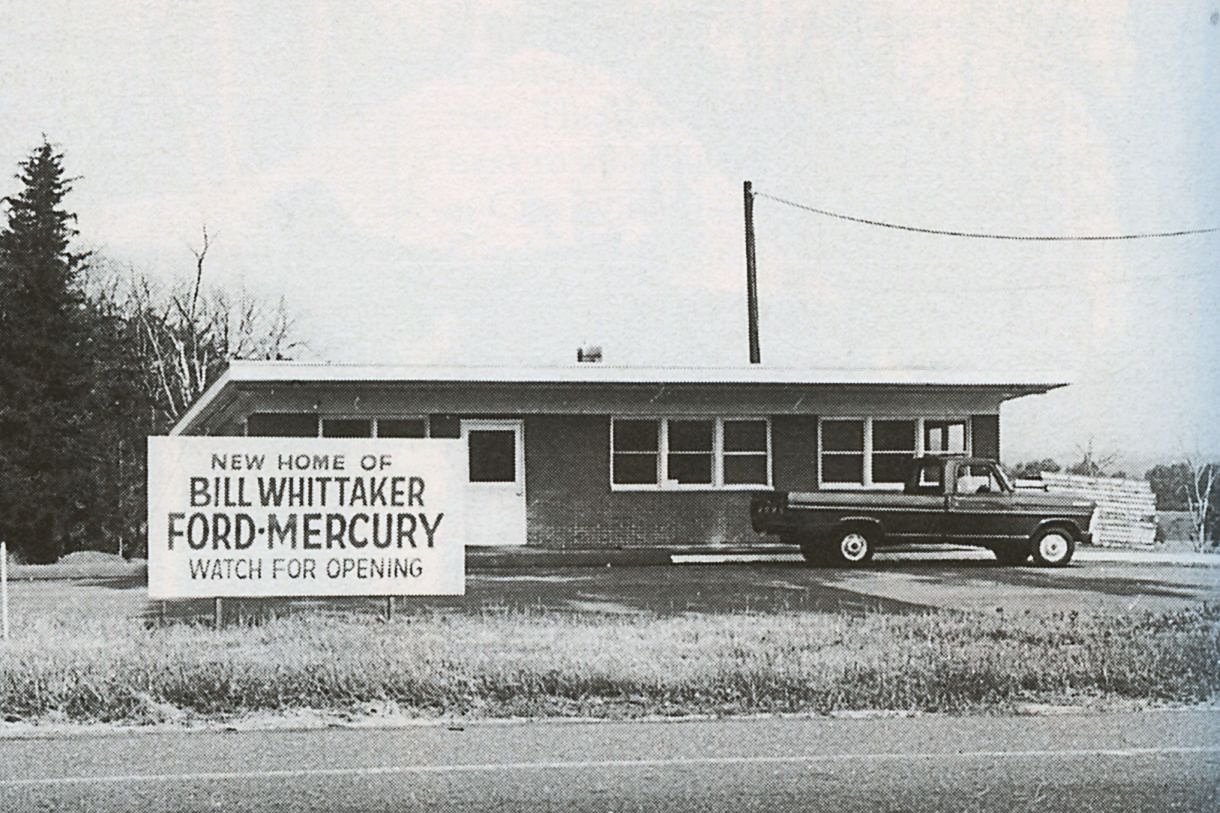 NEW HOME OF
BILL WHITTAKER
FORD·MERCURY
WATCH FOR OPENING